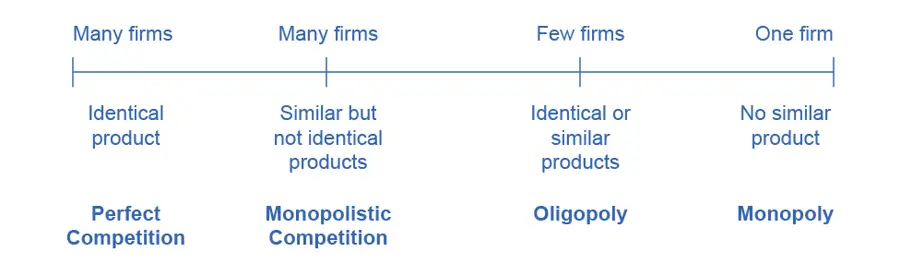 Many firms
Many firms
Few firms
One firm
Identical
product
Similar but
not identical
products
Identical or
similar
products
No similar
product
Perfect
Competition
Monopolistic
Competition
Oligopoly
Monopoly